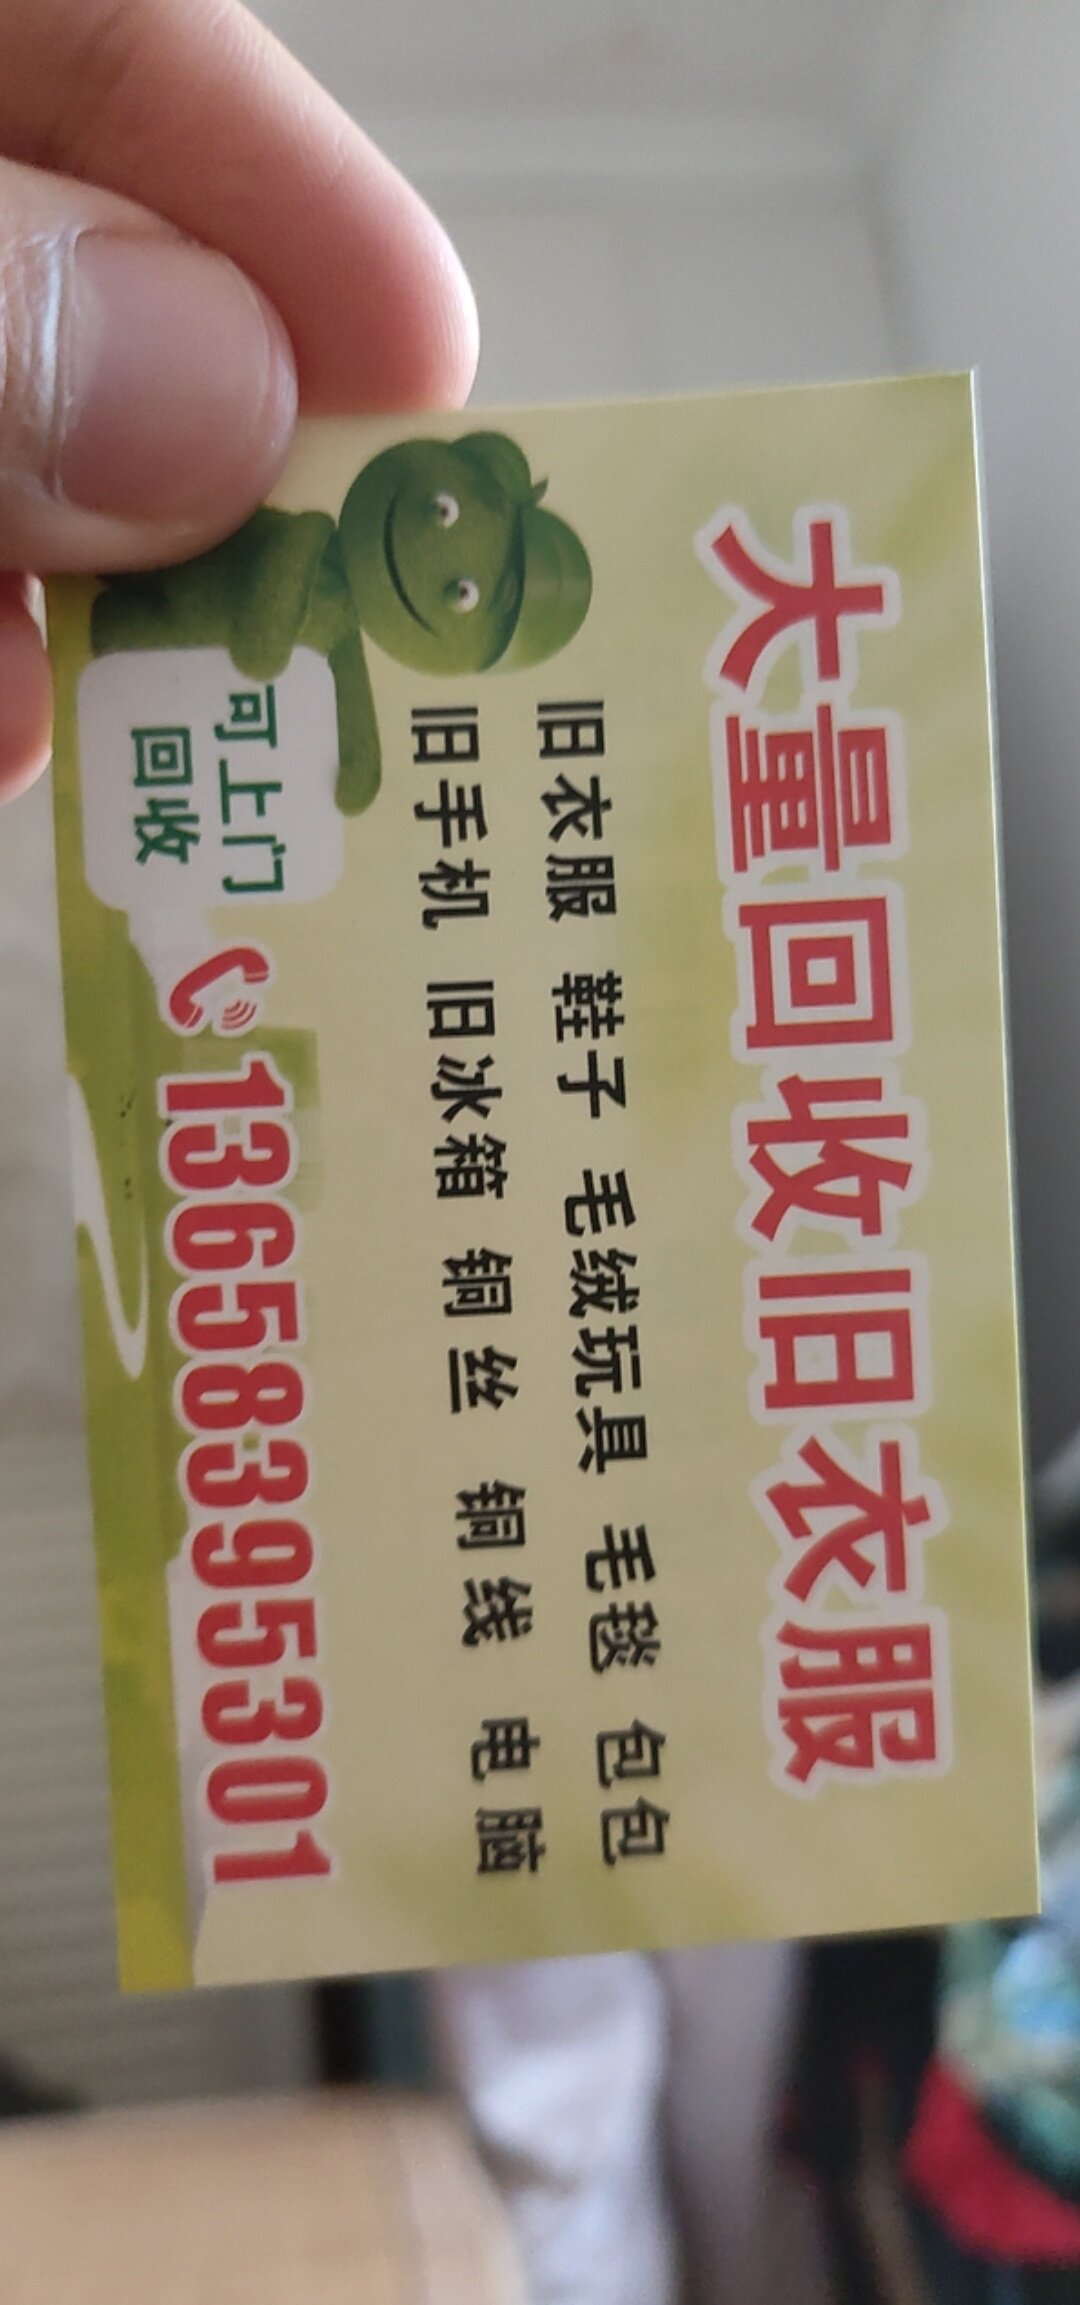 大量回收旧衣服
旧衣服 鞋子 毛绒玩具 毛毯 包包
旧手机 旧冰箱 铜丝 铜线 电脑
可上门
回收
13658395301